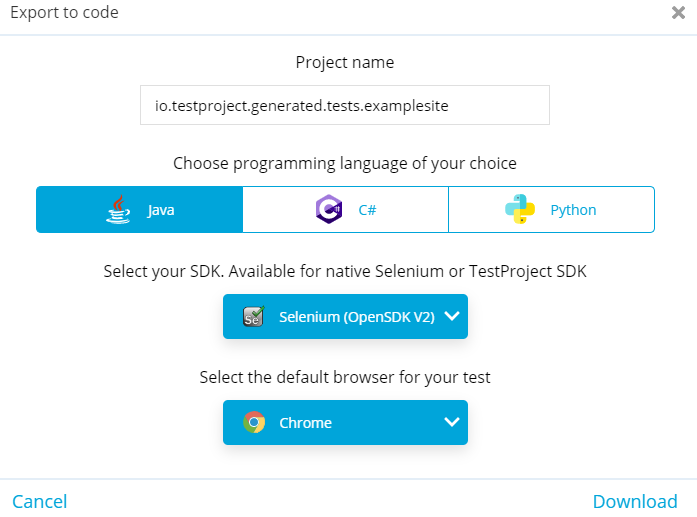 Export to code
Project name
io.testproject.generated.tests.examplesite
Choose programming language of your choice
Java
C#
Python
Select your SDK. Available for native Selenium or TestProject SDK
Se Selenium (OpenSDK V2)
Select the default browser for your test
Chrome
Cancel
Download